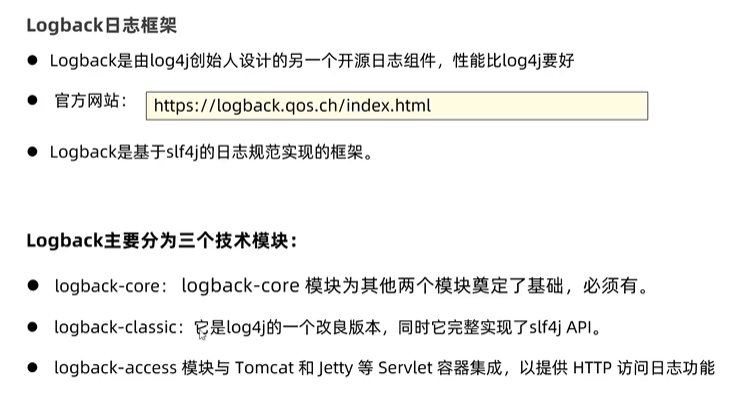 Logback日志框架
● Logback是由log4j创始人设计的另一个开源日志组件，性能比log4j要好
● 官方网站： https://logback.qos.ch/index.html
● Logback是基于slf4j的日志规范实现的框架。
Logback主要分为三个技术模块：
● logback-core： logback-core 模块为其他两个模块奠定了基础，必须有。
● logback-classic：它是log4j的一个改良版本，同时它完整实现了slf4j API。
● logback-access 模块与 Tomcat 和 Jetty 等 Servlet 容器集成，以提供 HTTP 访问日志功能